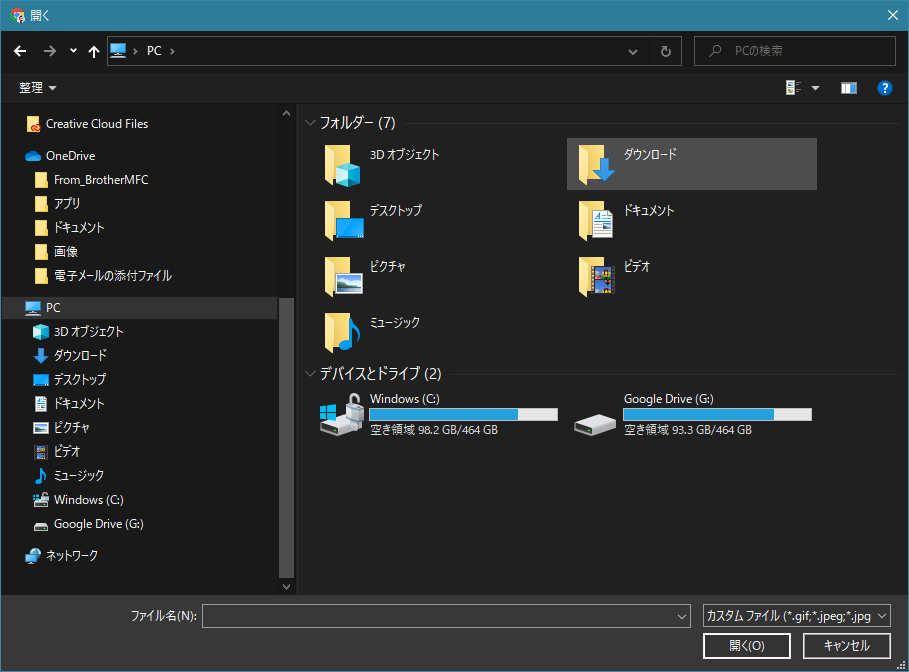 開く
PC
PCの検索
整理
Creative Cloud Files
OneDrive
From_BrotherMFC
アプリ
ドキュメント
画像
電子メールの添付ファイル
PC
3D オブジェクト
ダウンロード
デスクトップ
ドキュメント
ピクチャ
ビデオ
ミュージック
Windows (C:)
Google Drive (G:)
ネットワーク
フォルダー (7)
3D オブジェクト
ダウンロード
デスクトップ
ドキュメント
ピクチャ
ビデオ
ミュージック
デバイスとドライブ (2)
Windows (C:)
空き領域 98.2 GB/464 GB
Google Drive (G:)
空き領域 93.3 GB/464 GB
ファイル名(N):
カスタム ファイル (*.gif;*.jpeg;*.jpg
開く(O)
キャンセル